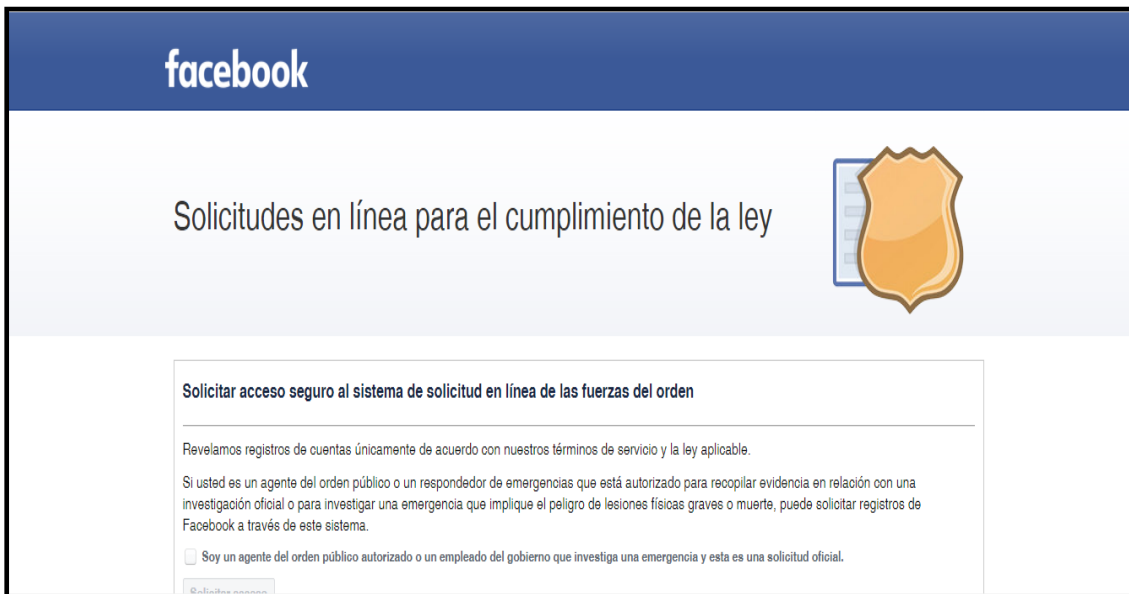 facebook
Solicitudes en línea para el cumplimiento de la ley
Solicitar acceso seguro al sistema de solicitud en línea de las fuerzas del orden
Revelamos registros de cuentas únicamente de acuerdo con nuestros términos de servicio y la ley aplicable.
Si usted es un agente del orden público o un respondedor de emergencias que está autorizado para recopilar evidencia en relación con una
investigación oficial o para investigar una emergencia que implique el peligro de lesiones físicas graves o muerte, puede solicitar registros de
Facebook a través de este sistema.
Soy un agente del orden público autorizado o un empleado del gobierno que investiga una emergencia y esta es una solicitud oficial.
Solicitar acceso